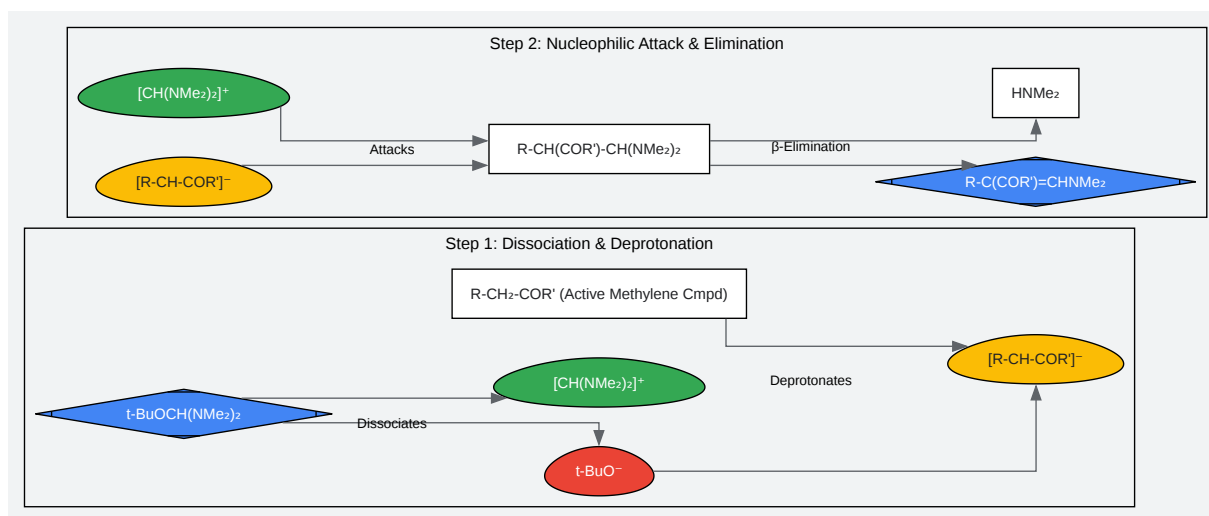 Step 2: Nucleophilic Attack & Elimination
[CH(NMe₂)₂]⁺
HNMe₂
Attacks
R-CH(COR')-CH(NMe₂)₂
β-Elimination
[R-CH-COR']⁻
R-C(COR')=CHNMe₂
Step 1: Dissociation & Deprotonation
R-CH₂-COR' (Active Methylene Cmpd)
[R-CH-COR']⁻
[CH(NMe₂)₂]⁺
Deprotonates
t-BuOCH(NMe₂)₂
Dissociates
t-BuO⁻